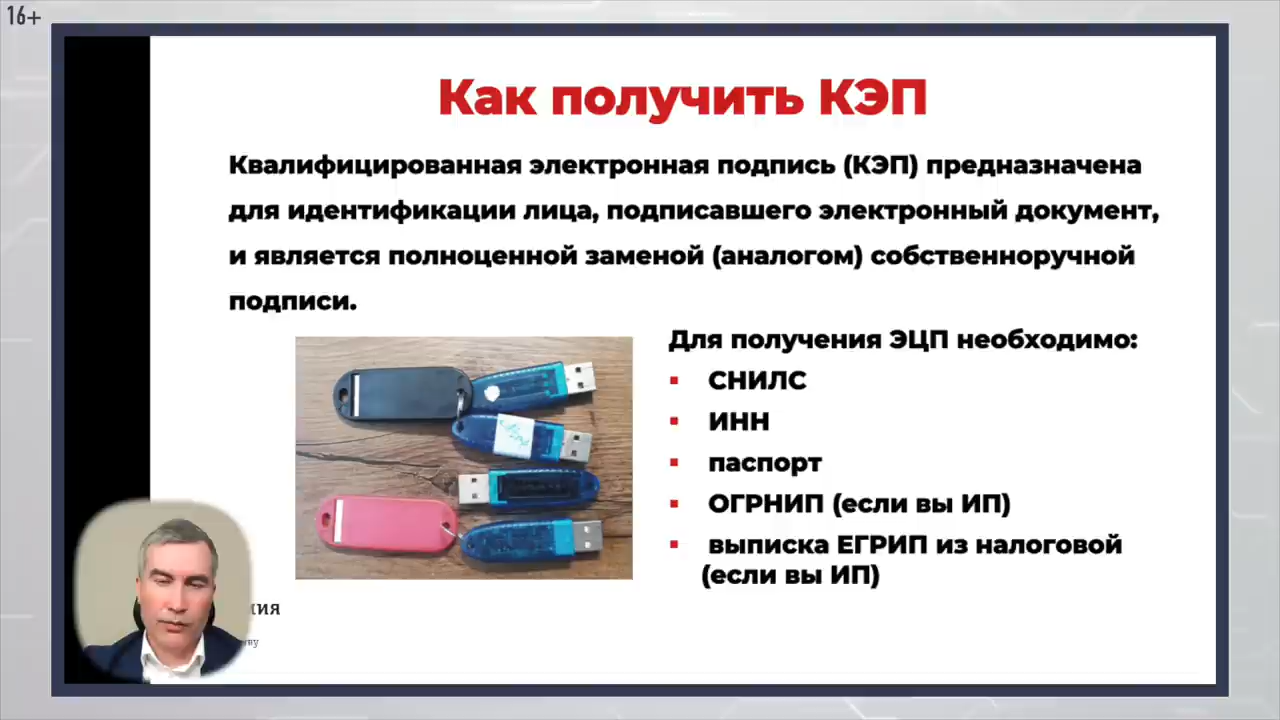 16+
Как получить КЭП
Квалифицированная электронная подпись (КЭП) предназначена
для идентификации лица, подписавшего электронный документ,
и является полноценной заменой (аналогом) собственноручной
подписи.
Для получения ЭЦП необходимо:
▪ СНИЛС
▪ ИНН
▪ паспорт
▪ ОГРНИП (если вы ИП)
▪ выписка ЕГРИП из налоговой
(если вы ИП)